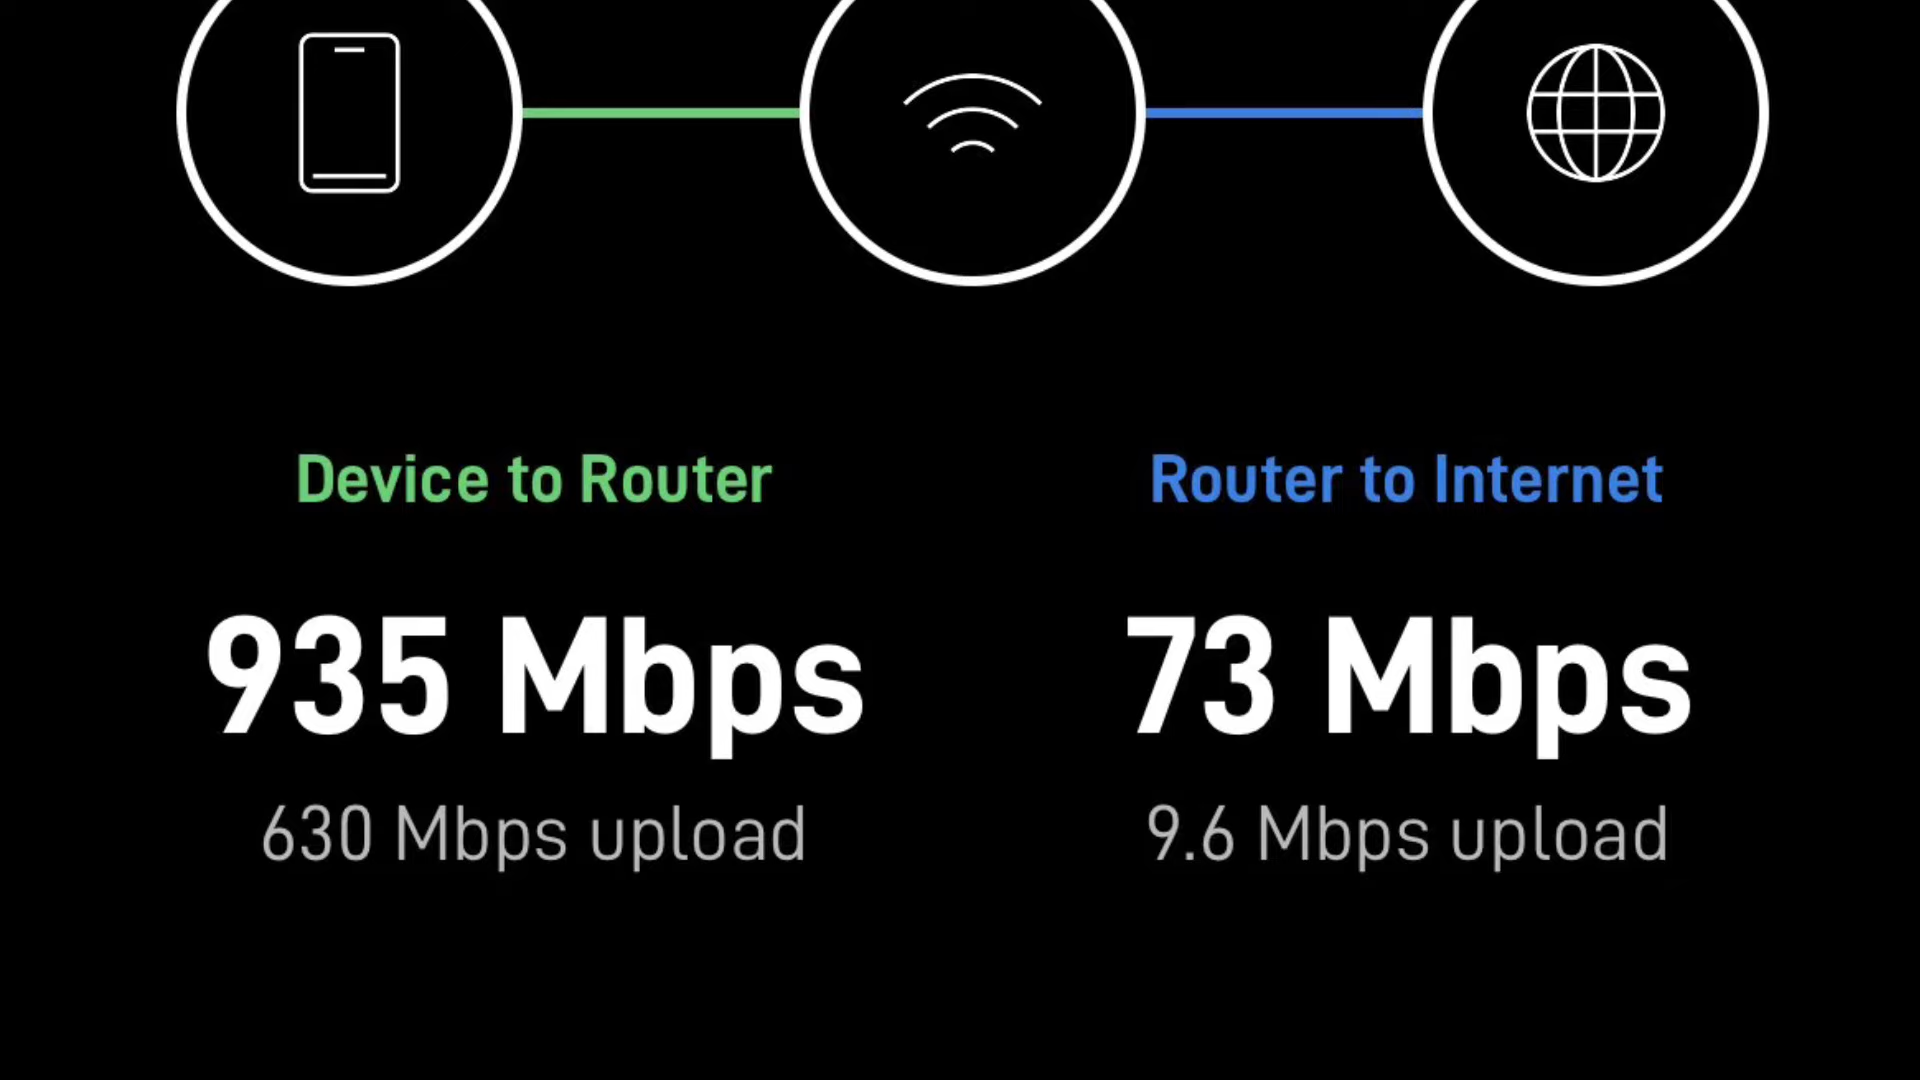 Device to Router
935 Mbps
630 Mbps upload
Router to Internet
73 Mbps
9.6 Mbps upload